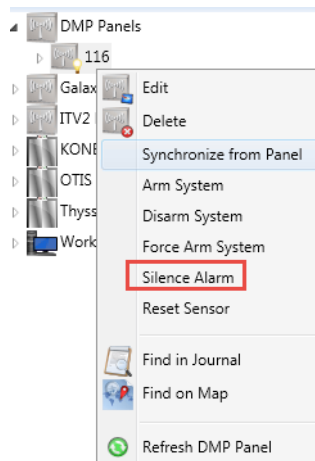 DMP Panels
116
Edit
Galax
Delete
ITV2
KONE
Synchronize from Panel
OTIS
Arm System
Thyss
Disarm System
Work
Force Arm System
Silence Alarm
Reset Sensor
Find in Journal
Find on Map
Refresh DMP Panel